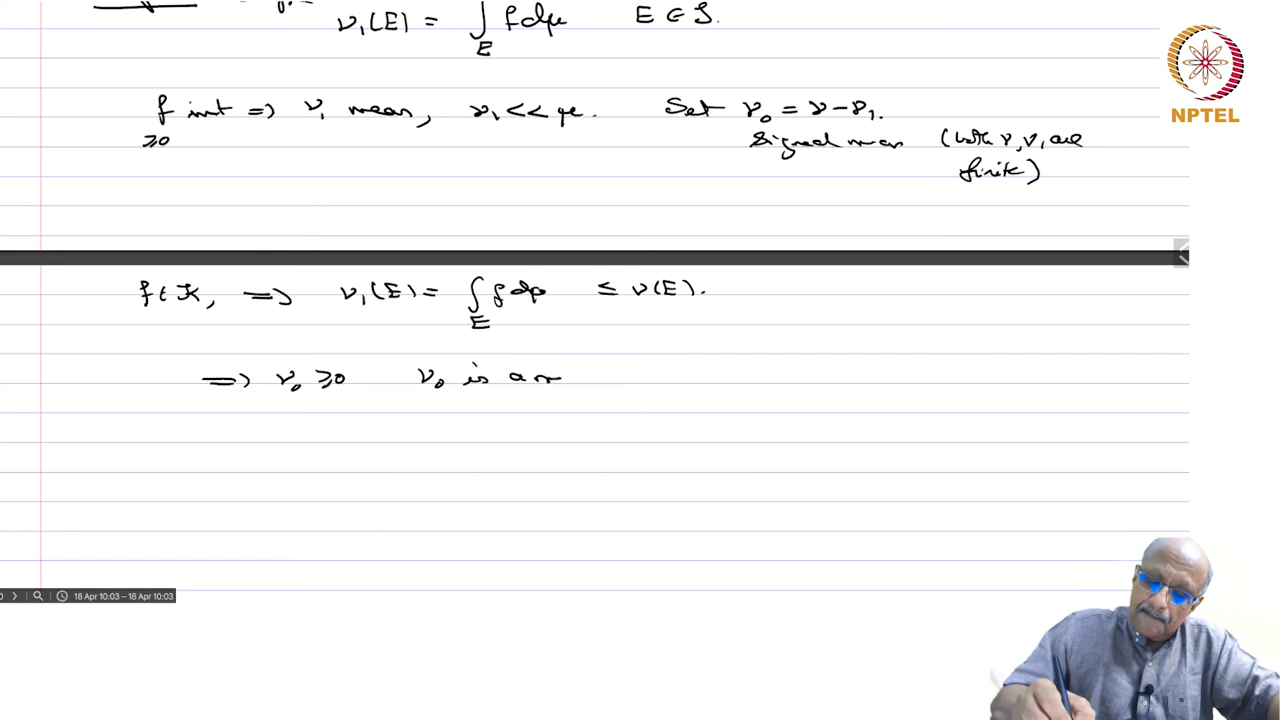 ν₁(E) = ∫_E f dμ E ∈ S.
f int ⇒ ν₁ meas, ν₁ << μ. Set ν₀ = ν - ν₁.
≥0 Signed meas (both ν, ν₁ are
finite)
NPTEL
f ∈ K, ⇒ ν₁(E) = ∫_E f dμ ≤ ν(E).
⇒ ν₀ ≥ 0 ν₀ is a m
18 Apr 10:03 – 18 Apr 10:03